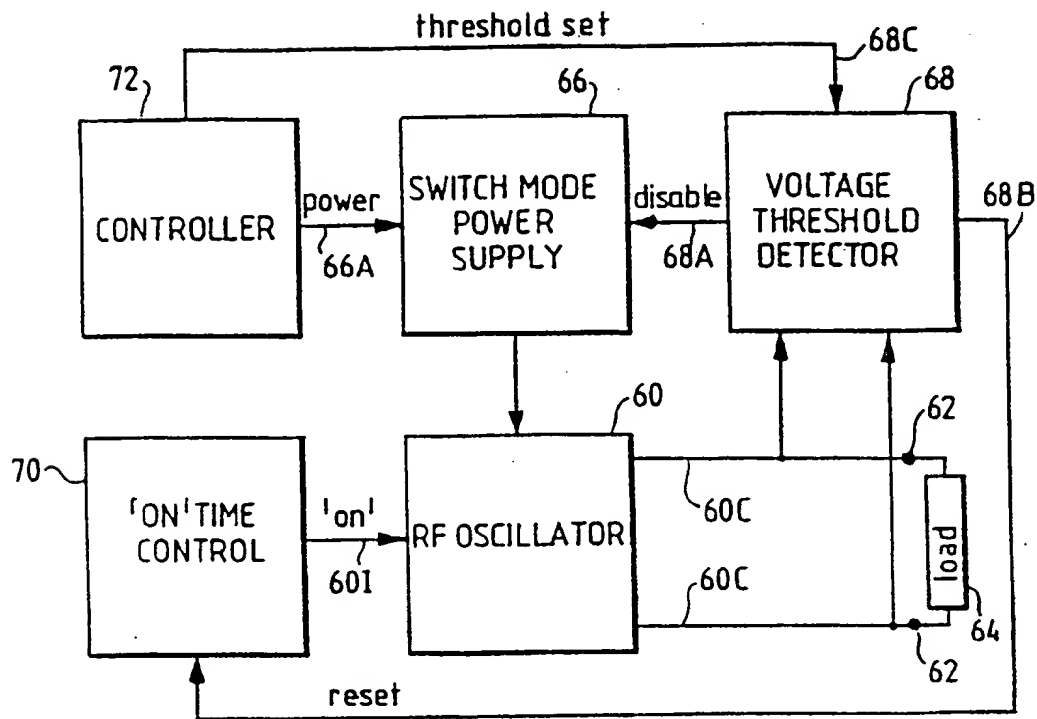 threshold set
68C
72
66
68
CONTROLLER
power
66A
SWITCH MODE
POWER
SUPPLY
disable
68A
VOLTAGE
THRESHOLD
DETECTOR
68B
60
62
70
'ON' TIME
CONTROL
'on'
60I
RF OSCILLATOR
60C
60C
load
64
62
reset